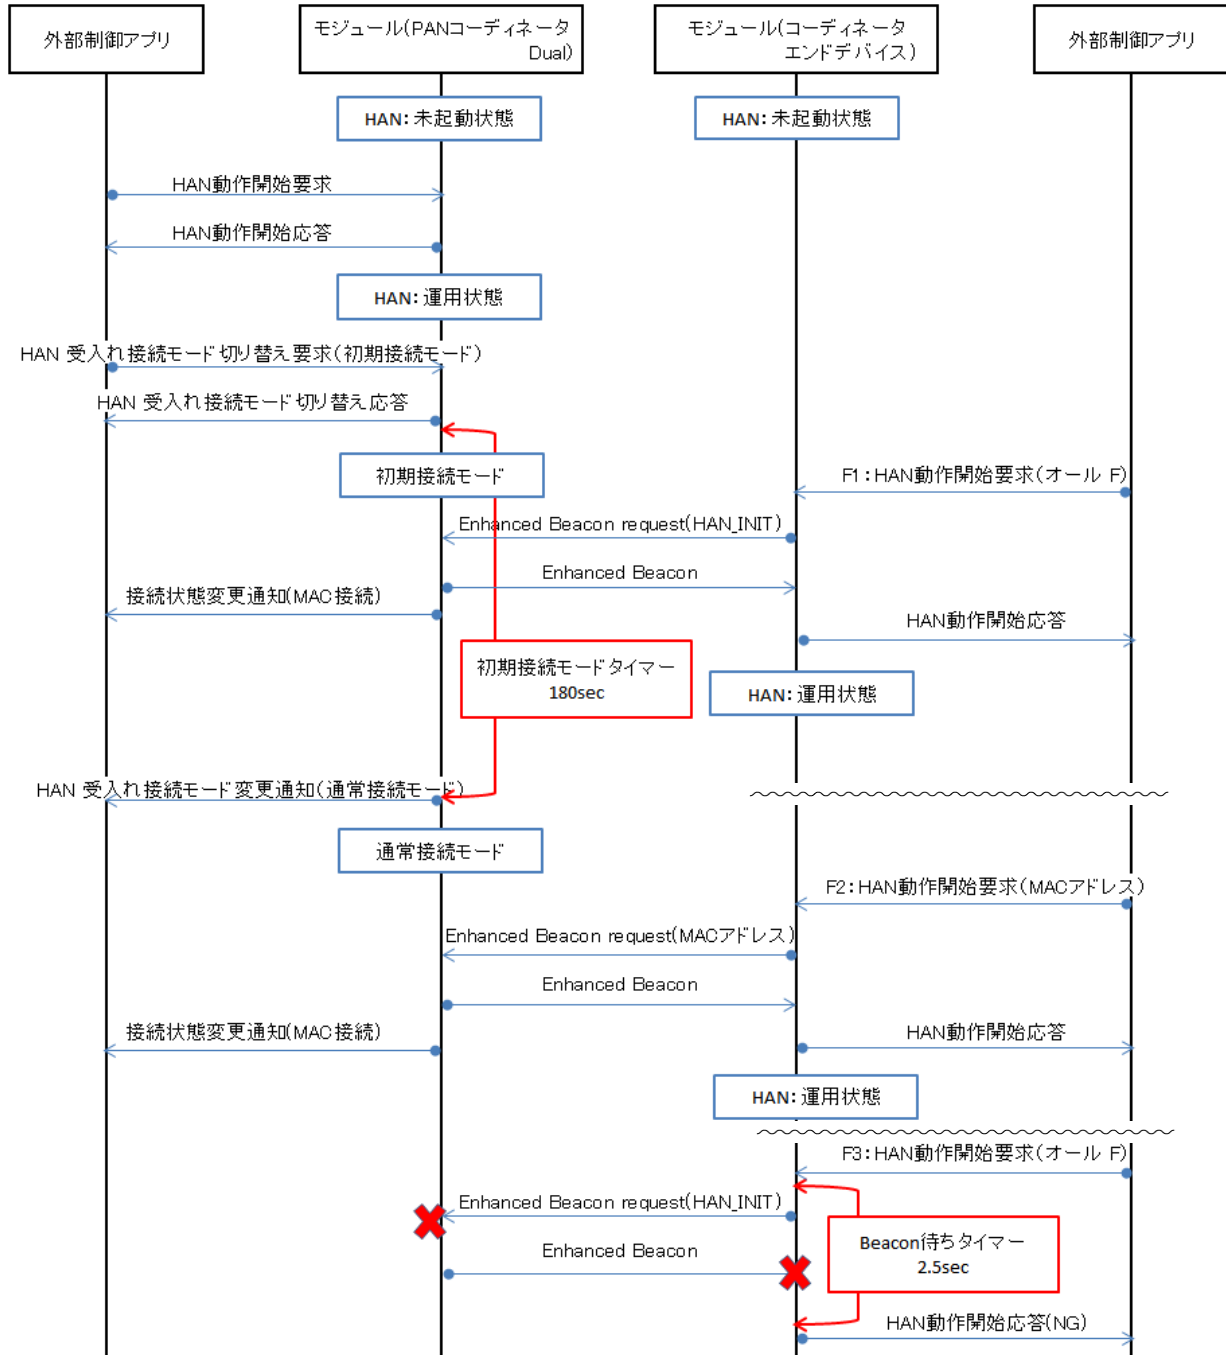 外部制御アプリ
モジュール(PANコーディネータ
Dual)
モジュール(コーディネータ
エンドデバイス)
外部制御アプリ
HAN：未起動状態
HAN：未起動状態
HAN動作開始要求
HAN動作開始応答
HAN：運用状態
HAN 受入れ接続モード切り替え要求(初期接続モード)
HAN 受入れ接続モード切り替え応答
初期接続モード
F1：HAN動作開始要求(オール F)
Enhanced Beacon request(HAN_INIT)
Enhanced Beacon
接続状態変更通知(MAC接続)
HAN動作開始応答
初期接続モードタイマー
180sec
HAN：運用状態
HAN 受入れ接続モード変更通知(通常接続モード)
通常接続モード
F2：HAN動作開始要求(MACアドレス)
Enhanced Beacon request(MACアドレス)
Enhanced Beacon
接続状態変更通知(MAC接続)
HAN動作開始応答
HAN：運用状態
F3：HAN動作開始要求(オール F)
Enhanced Beacon request(HAN_INIT)
Beacon待ちタイマー
2.5sec
Enhanced Beacon
HAN動作開始応答(NG)